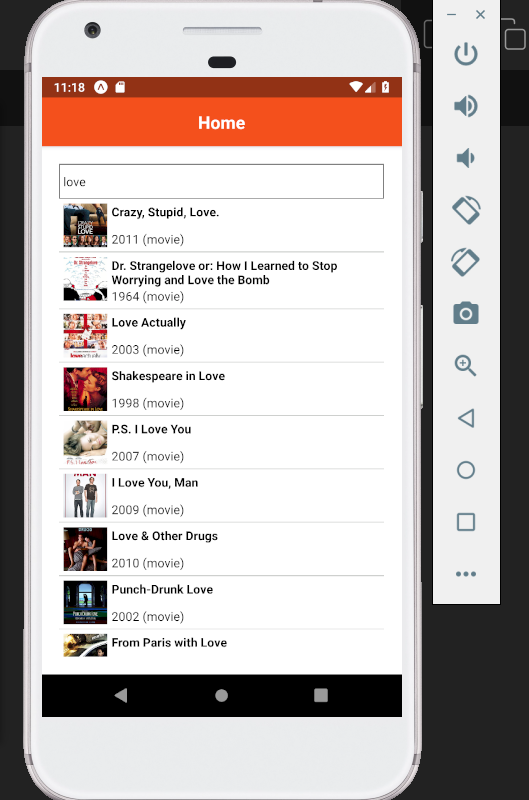 11:18
Home
love
Crazy, Stupid, Love.
2011 (movie)
Dr. Strangelove or: How I Learned to Stop
Worrying and Love the Bomb
1964 (movie)
Love Actually
2003 (movie)
Shakespeare in Love
1998 (movie)
P.S. I Love You
2007 (movie)
MAN
I Love You, Man
2009 (movie)
Love & Other Drugs
2010 (movie)
Punch-Drunk Love
2002 (movie)
From Paris with Love